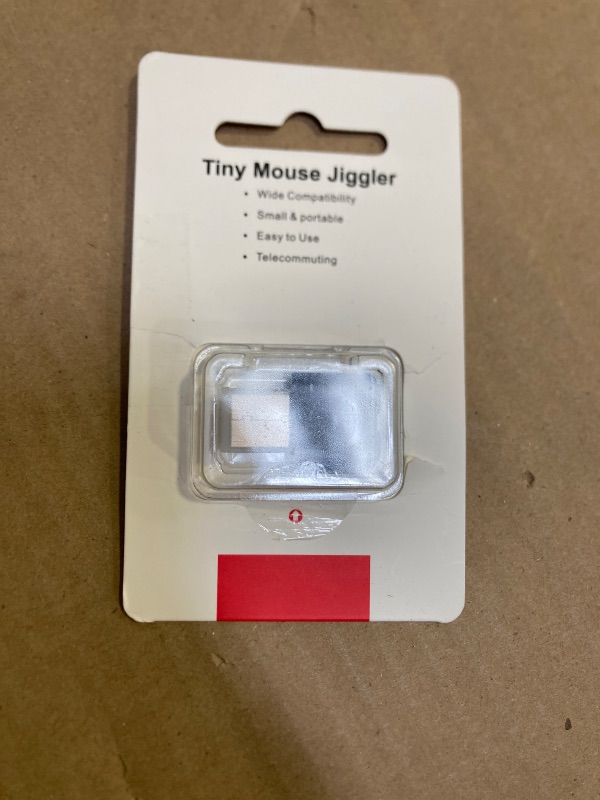 Tiny Mouse Jiggler
• Wide Compatibility
• Small & portable
• Easy to Use
• Telecommuting